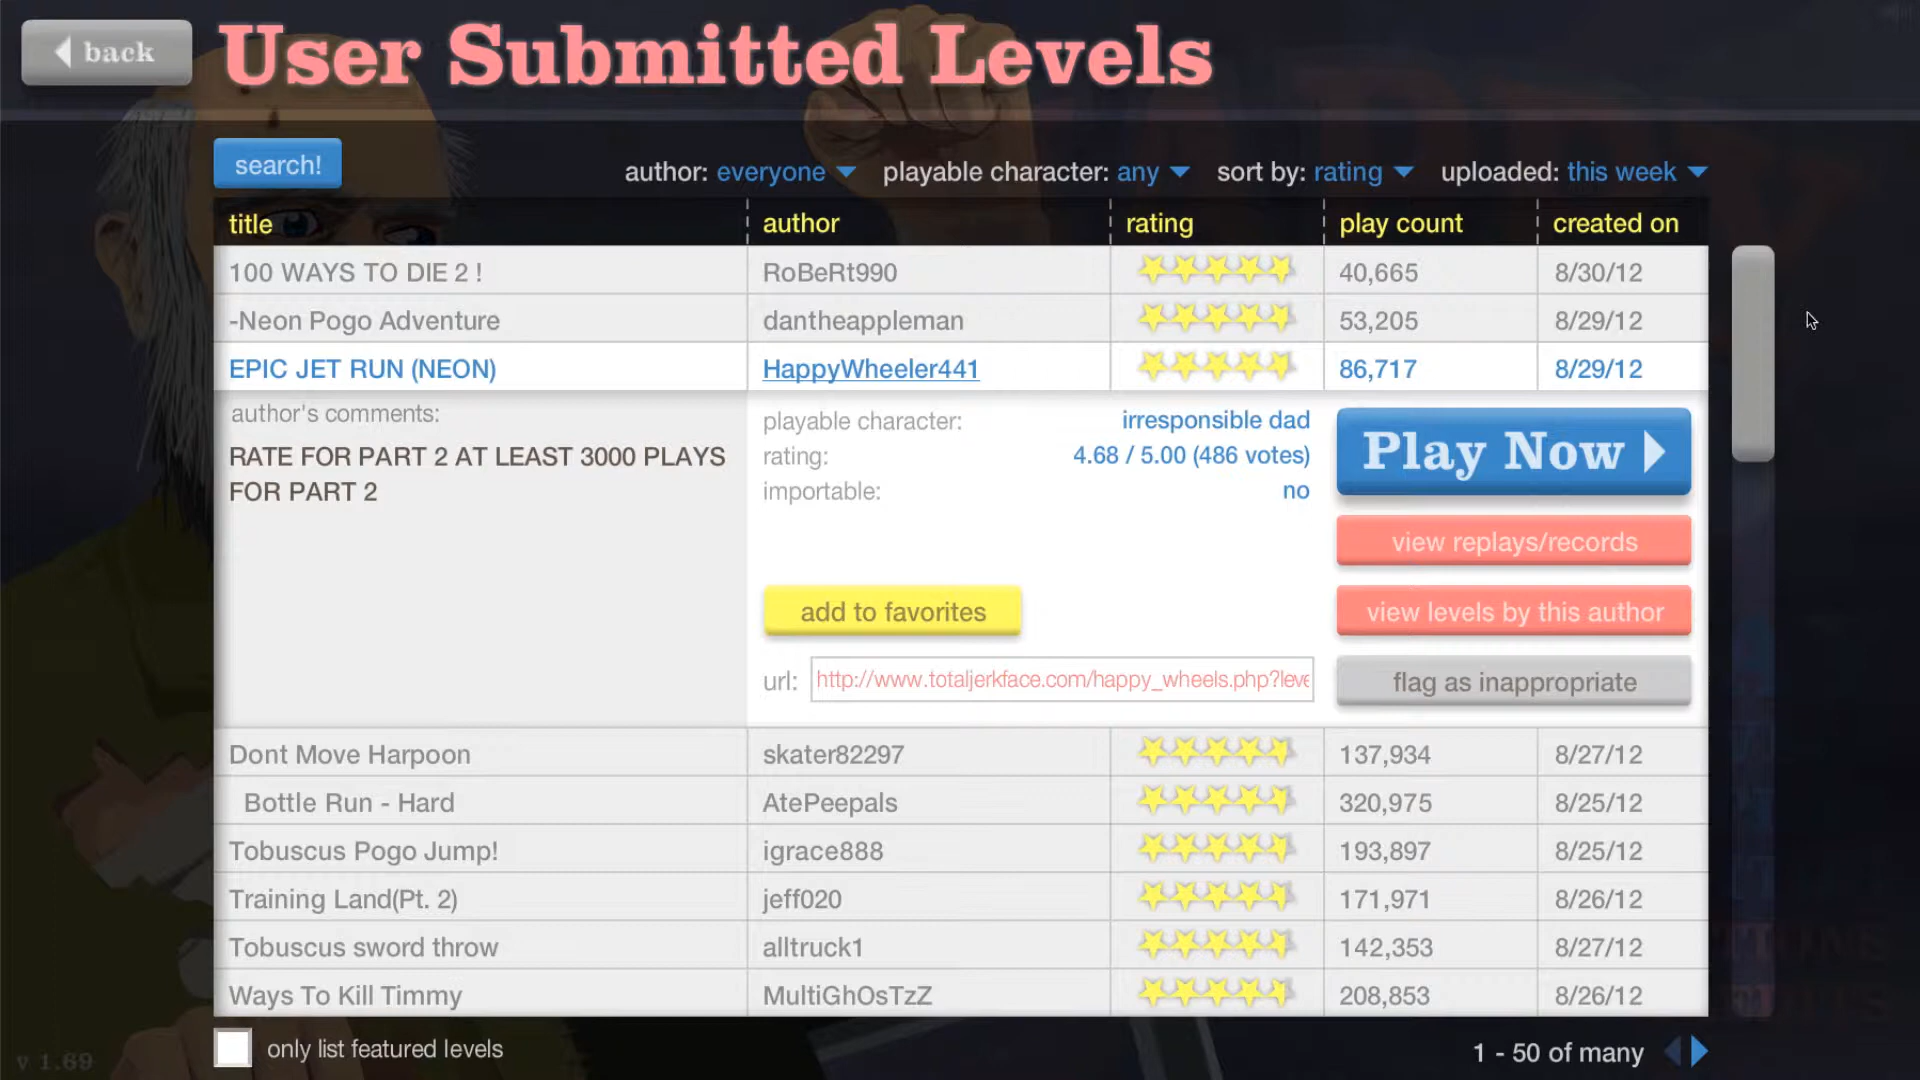 back
User Submitted Levels
search!
author: everyone playable character: any sort by: rating uploaded: this week
title author rating play count created on
100 WAYS TO DIE 2 ! RoBeRt990 40,665 8/30/12
-Neon Pogo Adventure dantheappleman 53,205 8/29/12
EPIC JET RUN (NEON) HappyWheeler441 86,717 8/29/12
author's comments:
RATE FOR PART 2 AT LEAST 3000 PLAYS
FOR PART 2
playable character: irresponsible dad
rating: 4.68 / 5.00 (486 votes)
importable: no
add to favorites
url: http://www.totaljerkface.com/happy_wheels.php?leve
Play Now
view replays/records
view levels by this author
flag as inappropriate
Dont Move Harpoon skater82297 137,934 8/27/12
Bottle Run - Hard AtePeepals 320,975 8/25/12
Tobuscus Pogo Jump! igrace888 193,897 8/25/12
Training Land(Pt. 2) jeff020 171,971 8/26/12
Tobuscus sword throw alltruck1 142,353 8/27/12
Ways To Kill Timmy MultiGhOsTzZ 208,853 8/26/12
only list featured levels
1 - 50 of many
v 1.69